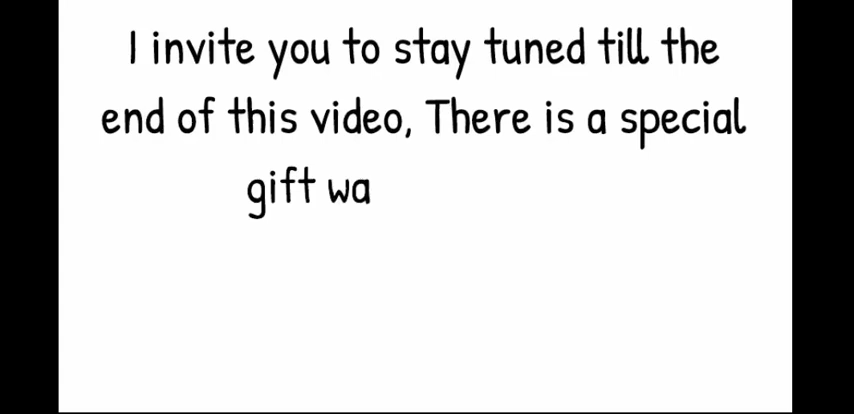 I invite you to stay tuned till the
end of this video, There is a special
gift wa